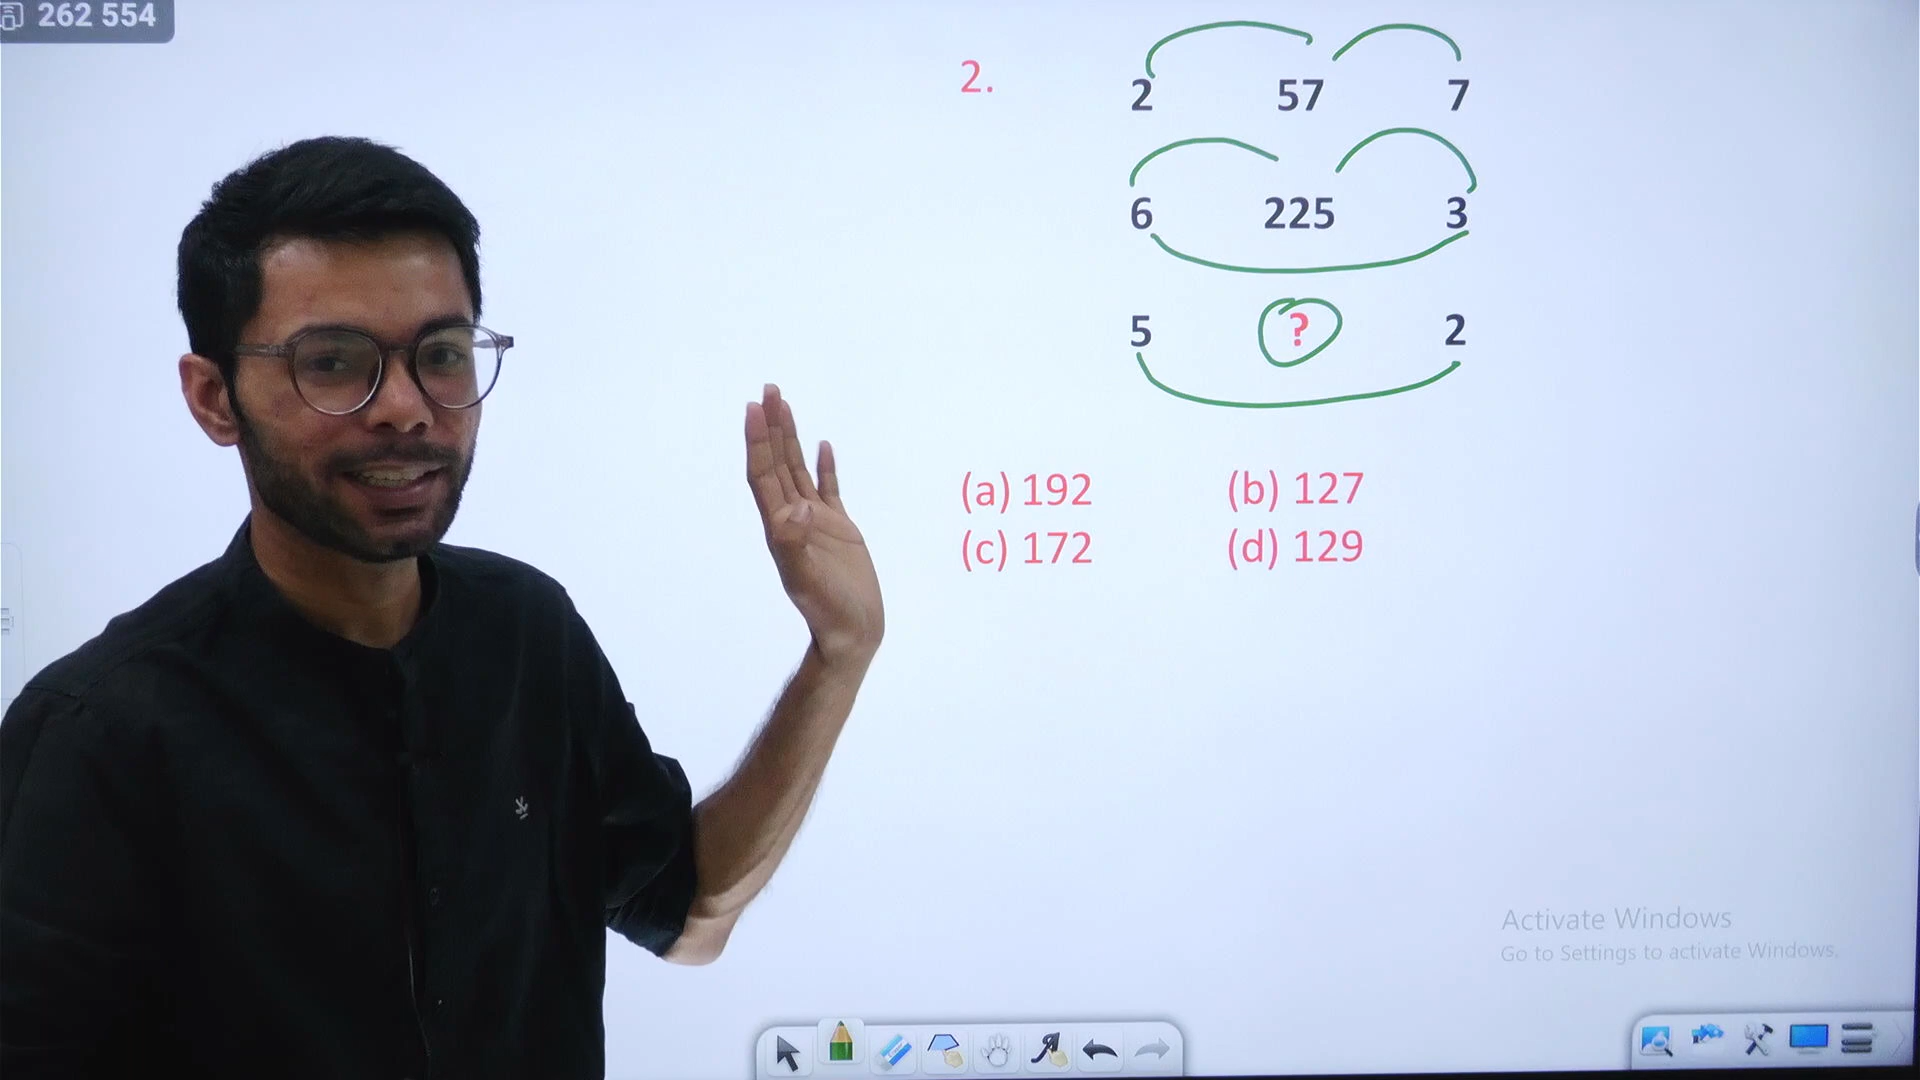 262 554
2. 2 57 7
6 225 3
5 ? 2
(a) 192 (b) 127
(c) 172 (d) 129
Activate Windows
Go to Settings to activate Windows.